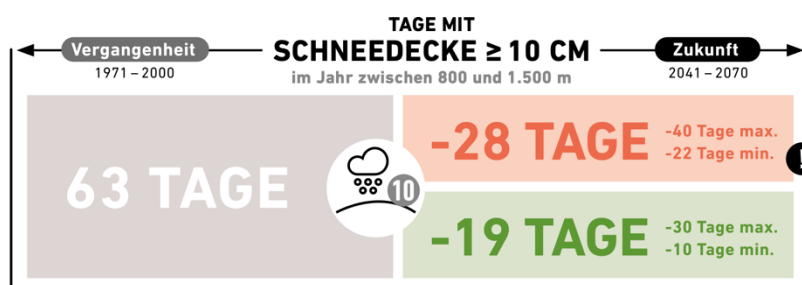 TAGE MIT
Vergangenheit
SCHNEEDECKE ≥ 10 CM
Zukunft
1971 – 2000
im Jahr zwischen 800 und 1.500 m
2041 – 2070
63 TAGE
10
-28 TAGE
-40 Tage max.
-22 Tage min.
-19 TAGE
-30 Tage max.
-10 Tage min.